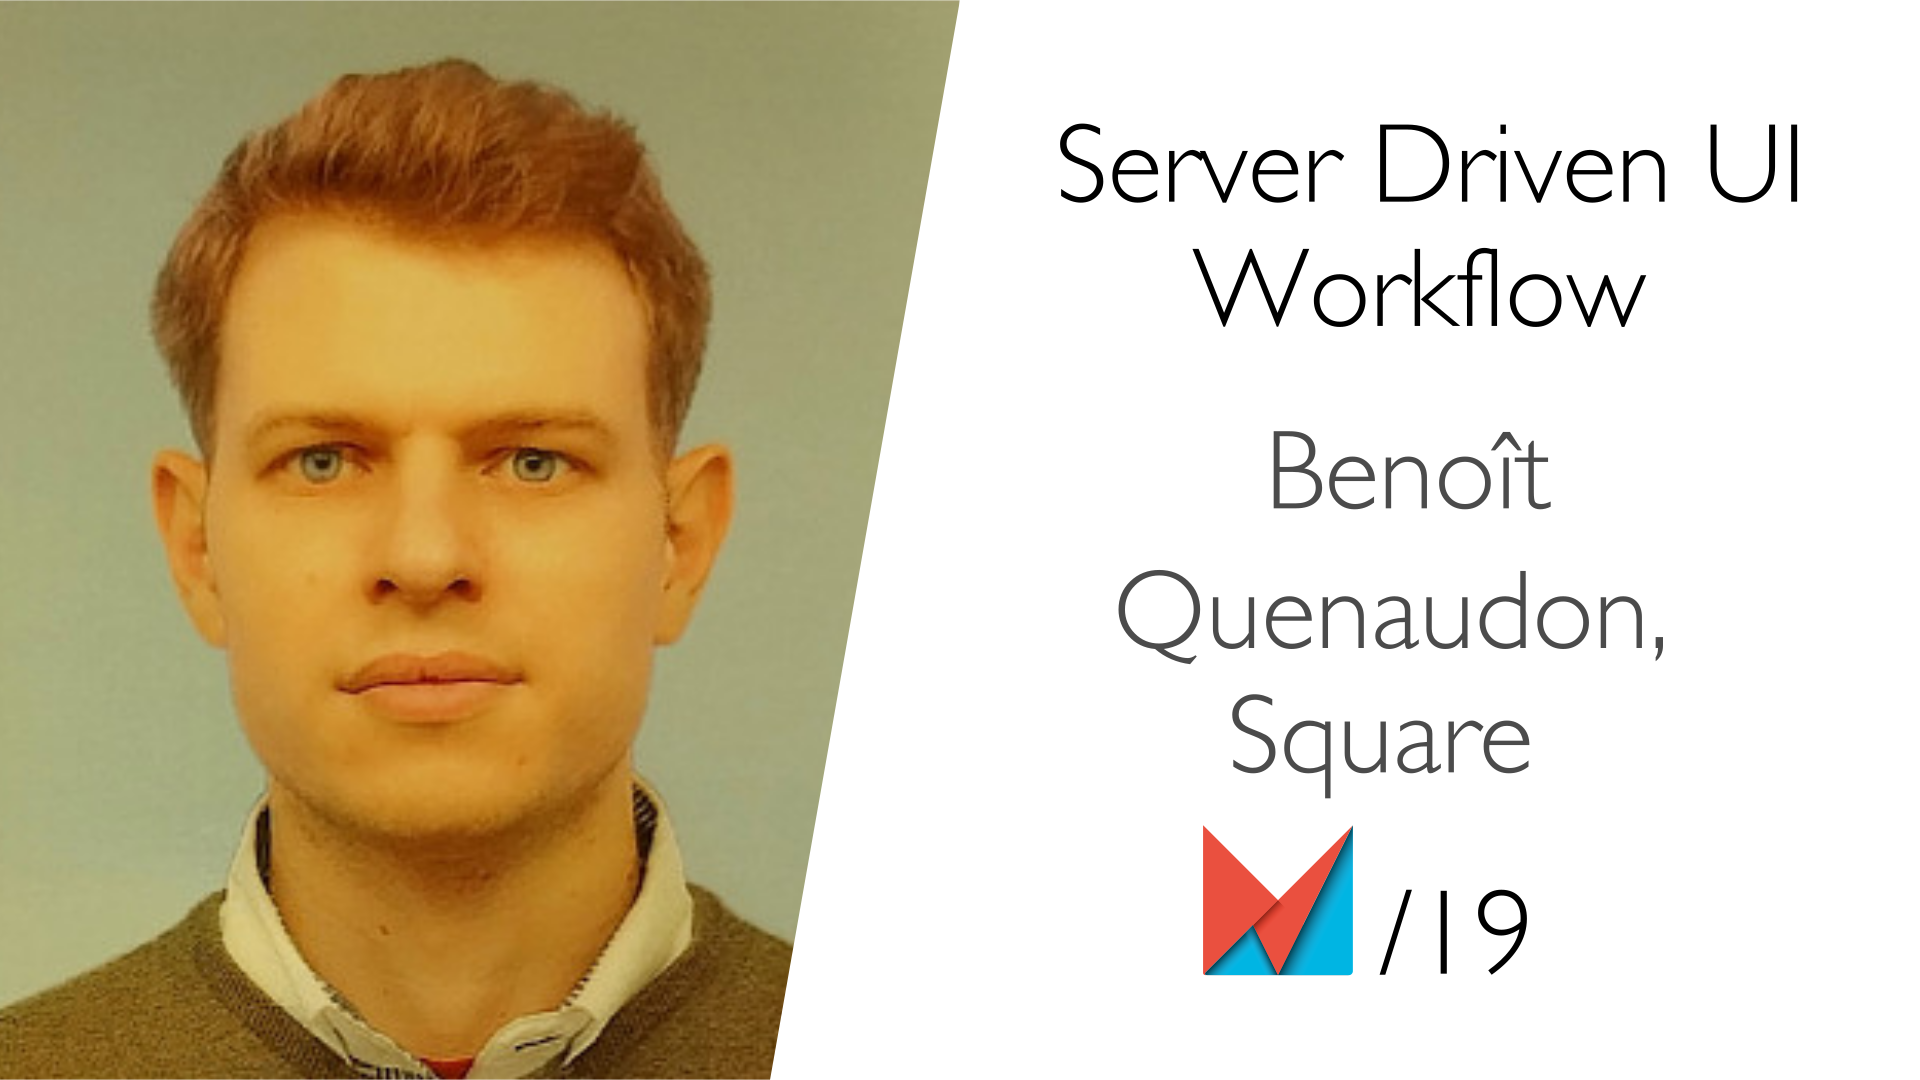 Server Driven UI
Workflow
Benoît
Quenaudon,
Square
/19